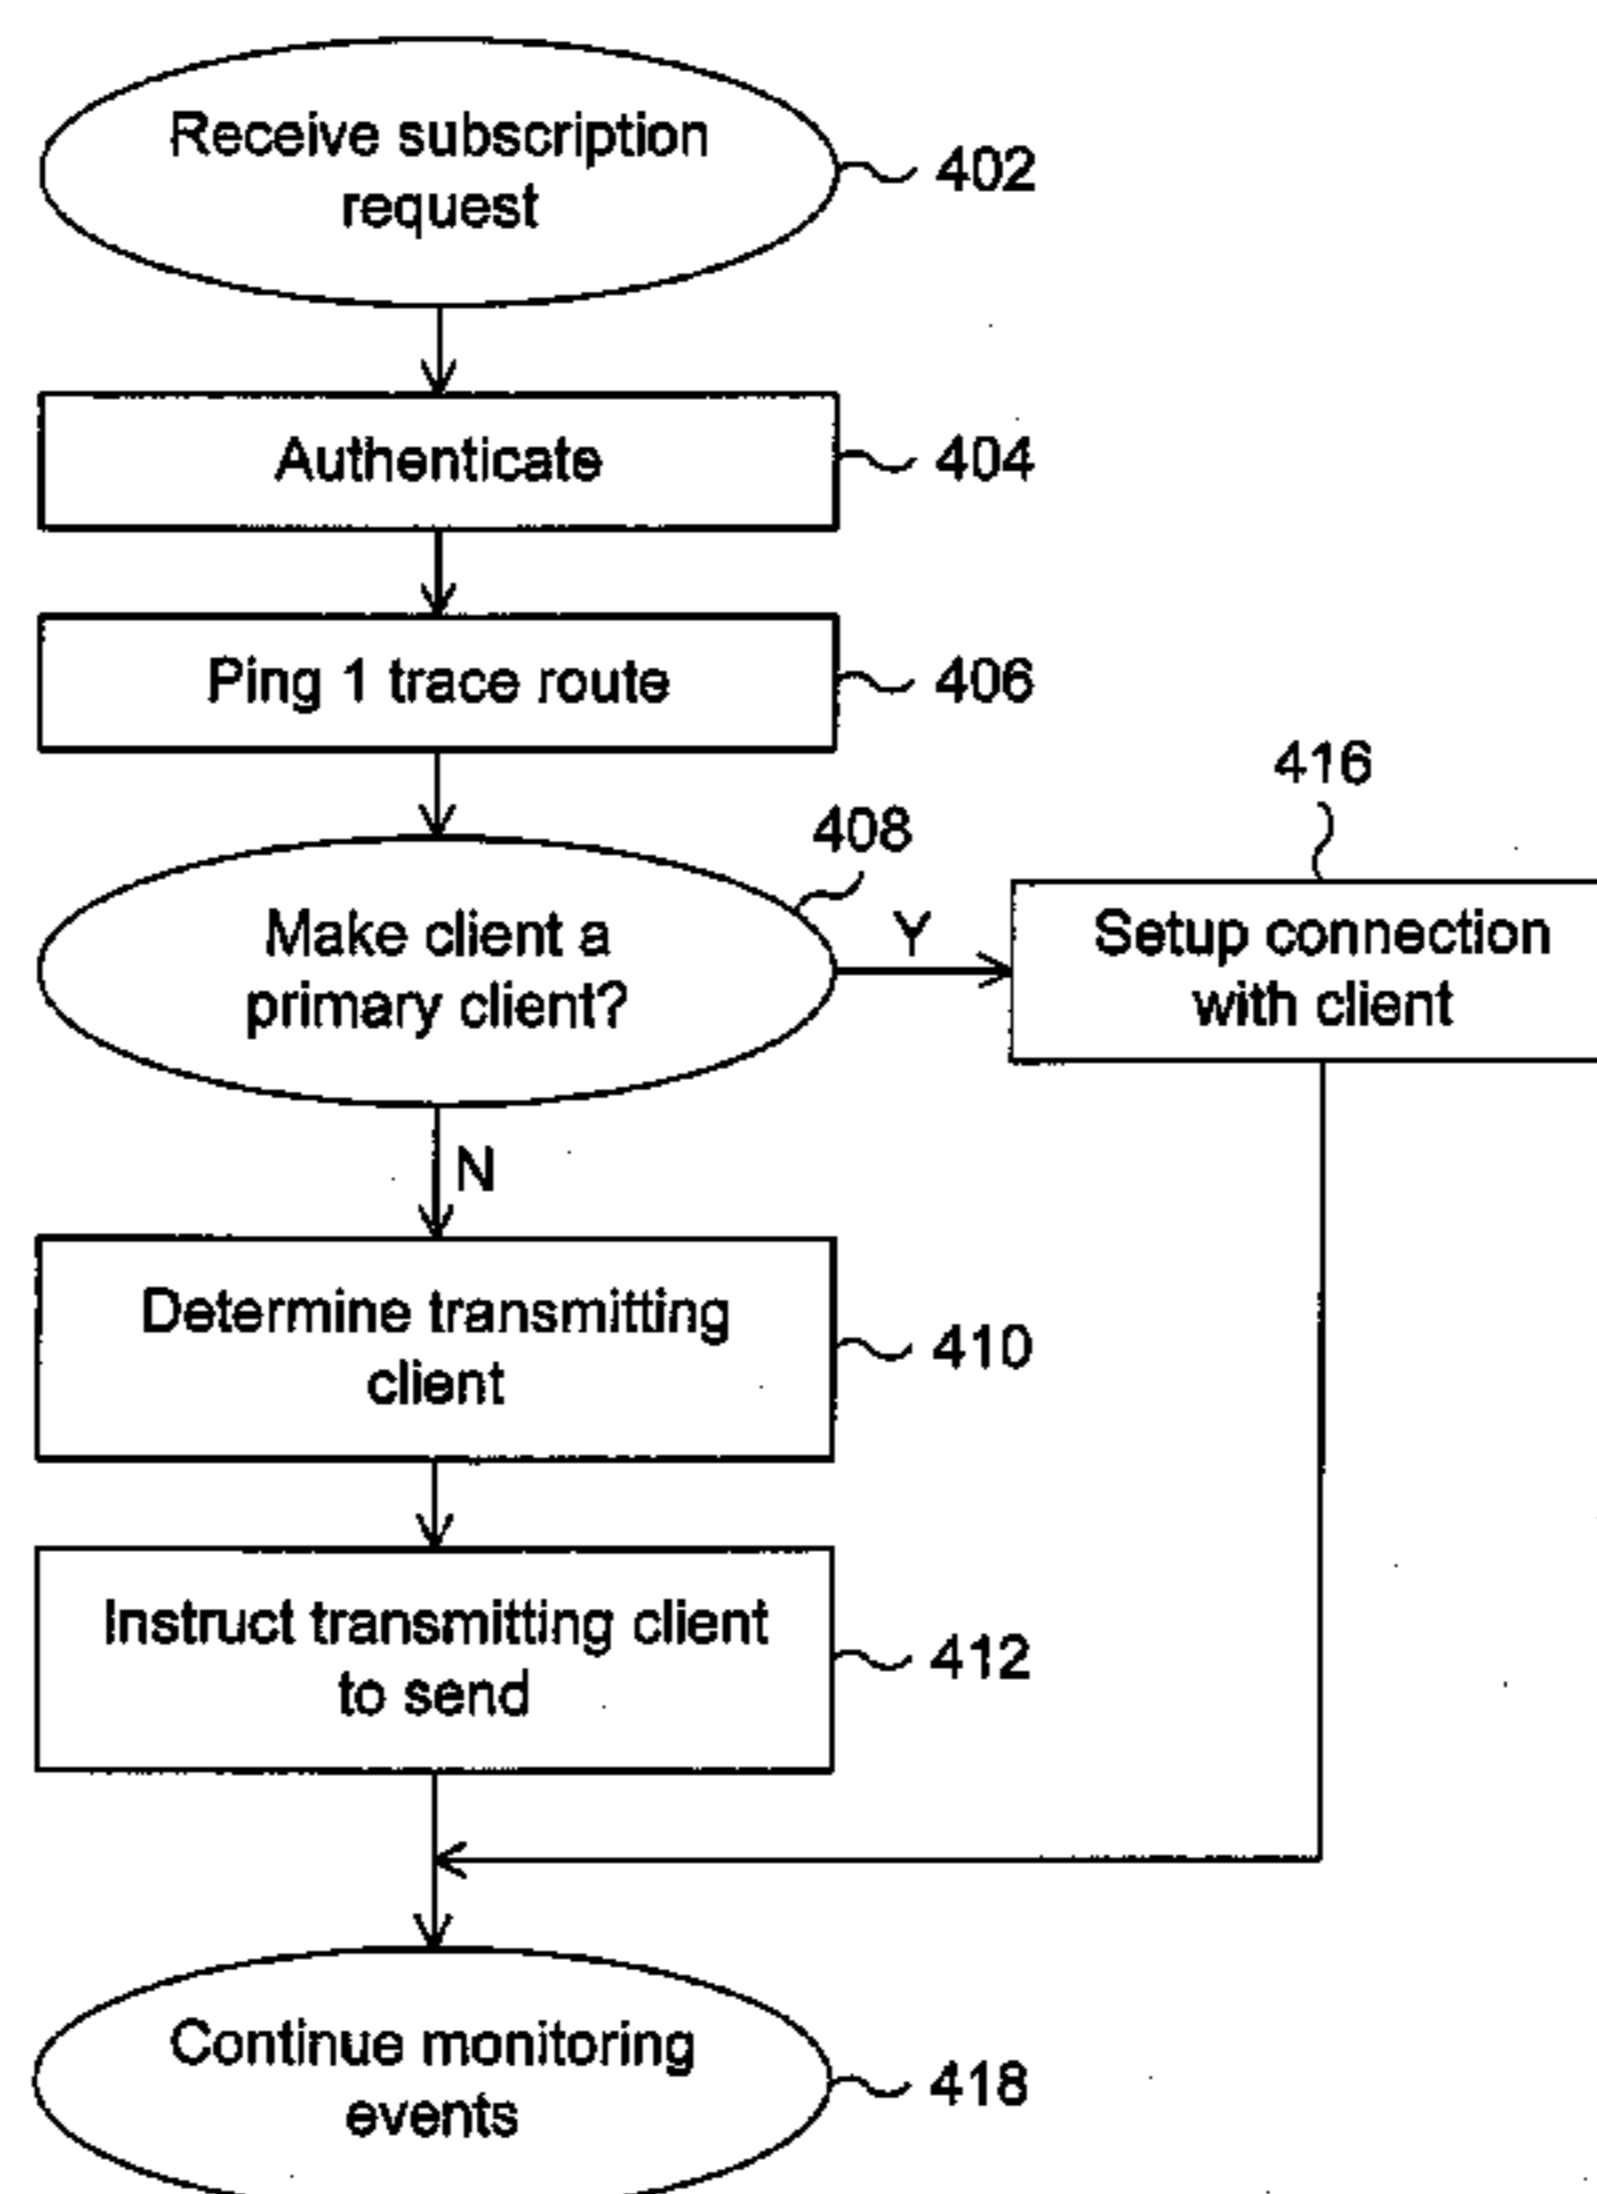 Receive subscription
request
402
Authenticate
404
Ping 1 trace route
406
408
416
Make client a
primary client?
Y
Setup connection
with client
N
Determine transmitting
client
410
Instruct transmitting client
to send
412
Continue monitoring
events
418